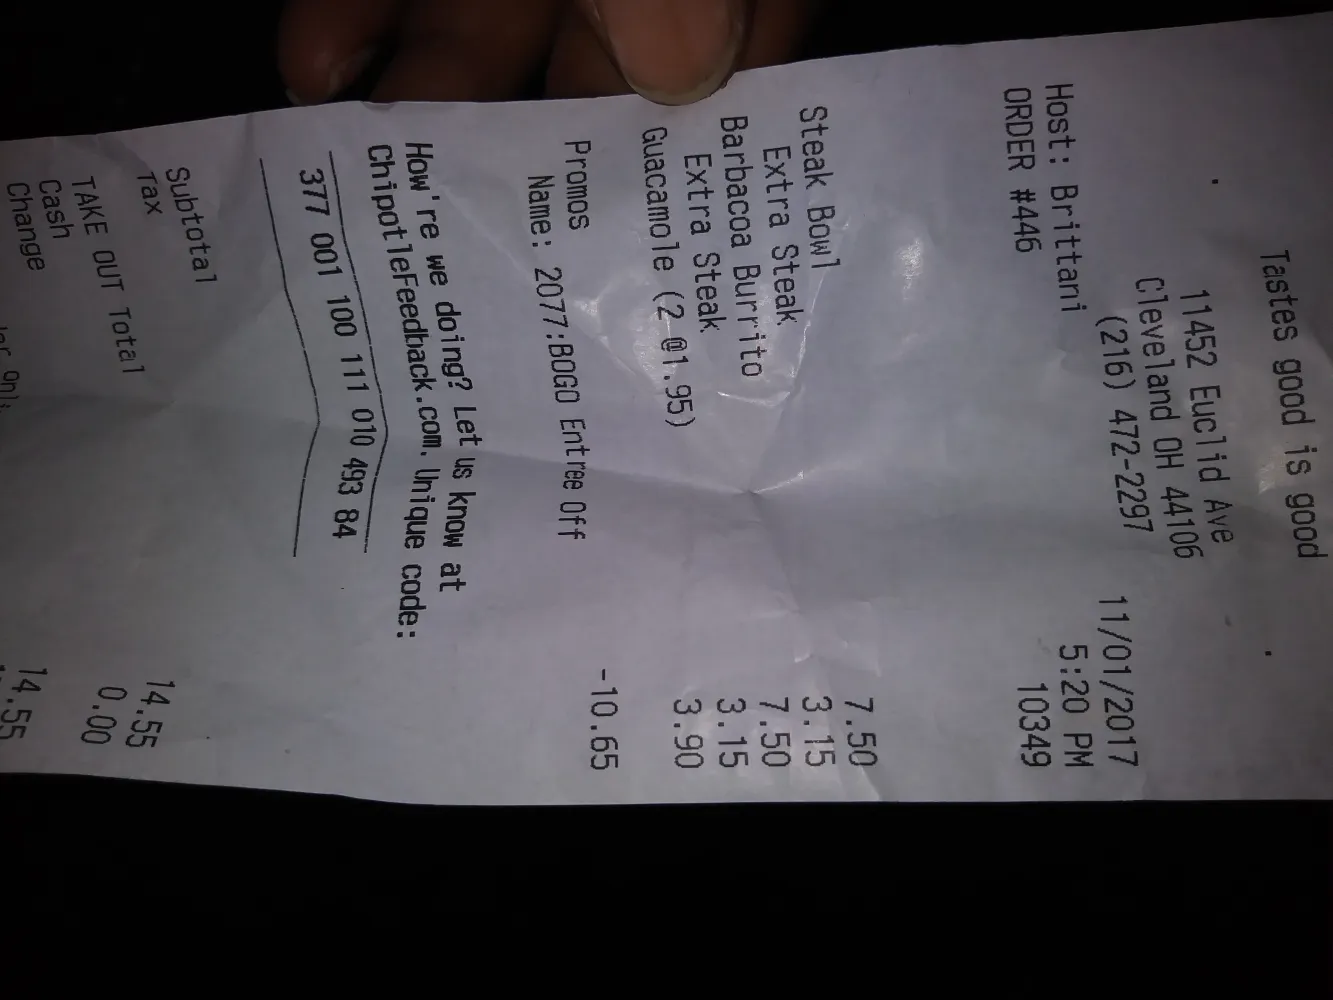 Tastes good is good
11452 Euclid Ave
Cleveland OH 44106
(216) 472-2297
11/01/2017
Host: Brittani 5:20 PM
ORDER #446 10349
Steak Bowl 7.50
Extra Steak 3.15
Barbacoa Burrito 7.50
Extra Steak 3.15
Guacamole (2 @1.95) 3.90
Promos
Name: 2077:BOGO Entree Off -10.65
How're we doing? Let us know at
ChipotleFeedback.com. Unique code:
377 001 100 111 010 493 84
Subtotal 14.55
Tax 0.00
TAKE OUT Total 14.55
Cash
Change